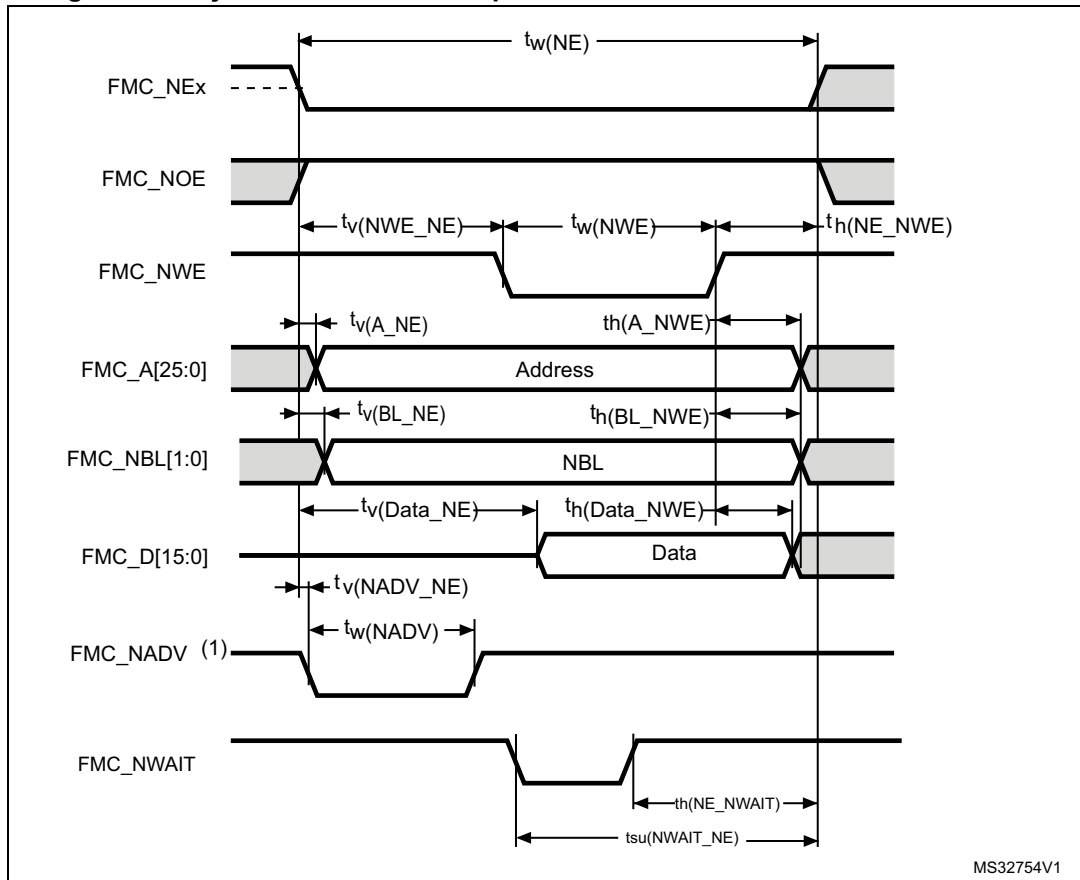 tw(NE)
FMC_NEx
FMC_NOE
tv(NWE_NE) tw(NWE) th(NE_NWE)
FMC_NWE
tv(A_NE) th(A_NWE)
FMC_A[25:0] Address
tv(BL_NE) th(BL_NWE)
FMC_NBL[1:0] NBL
tv(Data_NE) th(Data_NWE)
FMC_D[15:0] Data
tv(NADV_NE)
tw(NADV)
FMC_NADV (1)
FMC_NWAIT
th(NE_NWAIT)
tsu(NWAIT_NE)
MS32754V1